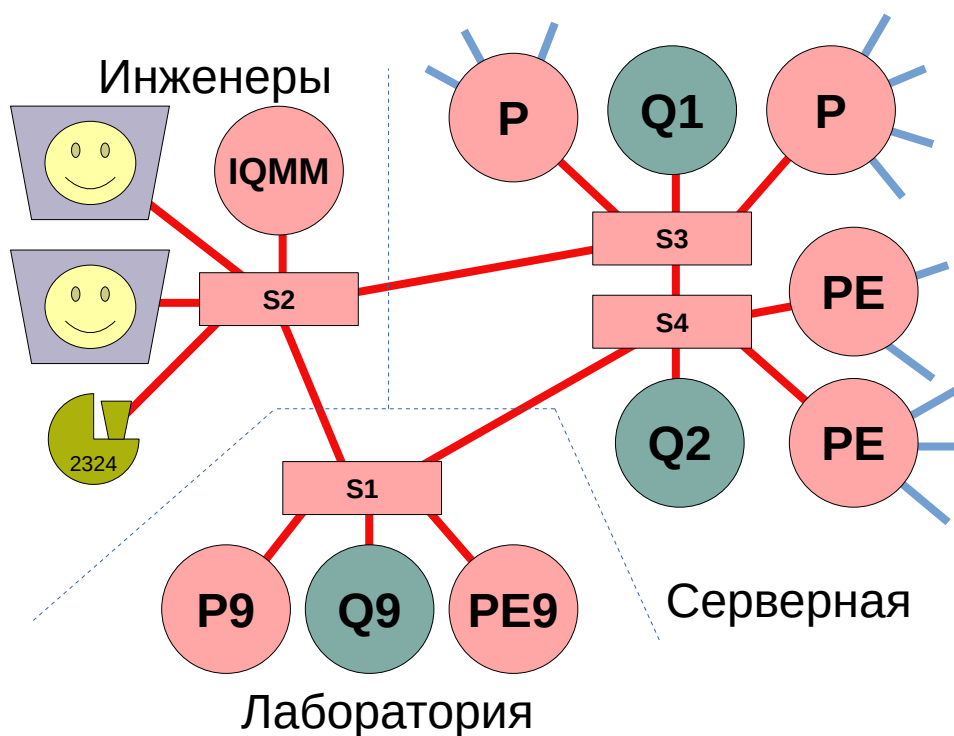 Инженеры
IQMM
S2
2324
P
Q1
P
S3
S4
PE
Q2
PE
S1
P9
Q9
PE9
Лаборатория
Серверная